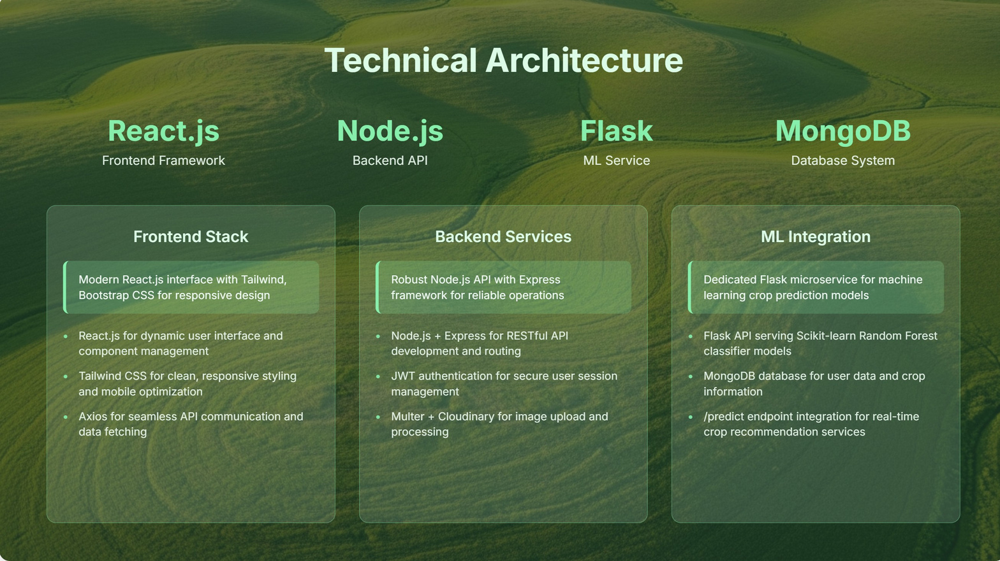 Technical Architecture
React.js
Frontend Framework
Node.js
Backend API
Flask
ML Service
MongoDB
Database System
Frontend Stack
Modern React.js interface with Tailwind,
Bootstrap CSS for responsive design
• React.js for dynamic user interface and
component management
• Tailwind CSS for clean, responsive styling
and mobile optimization
• Axios for seamless API communication and
data fetching
Backend Services
Robust Node.js API with Express
framework for reliable operations
• Node.js + Express for RESTful API
development and routing
• JWT authentication for secure user session
management
• Multer + Cloudinary for image upload and
processing
ML Integration
Dedicated Flask microservice for machine
learning crop prediction models
• Flask API serving Scikit-learn Random Forest
classifier models
• MongoDB database for user data and crop
information
• /predict endpoint integration for real-time
crop recommendation services